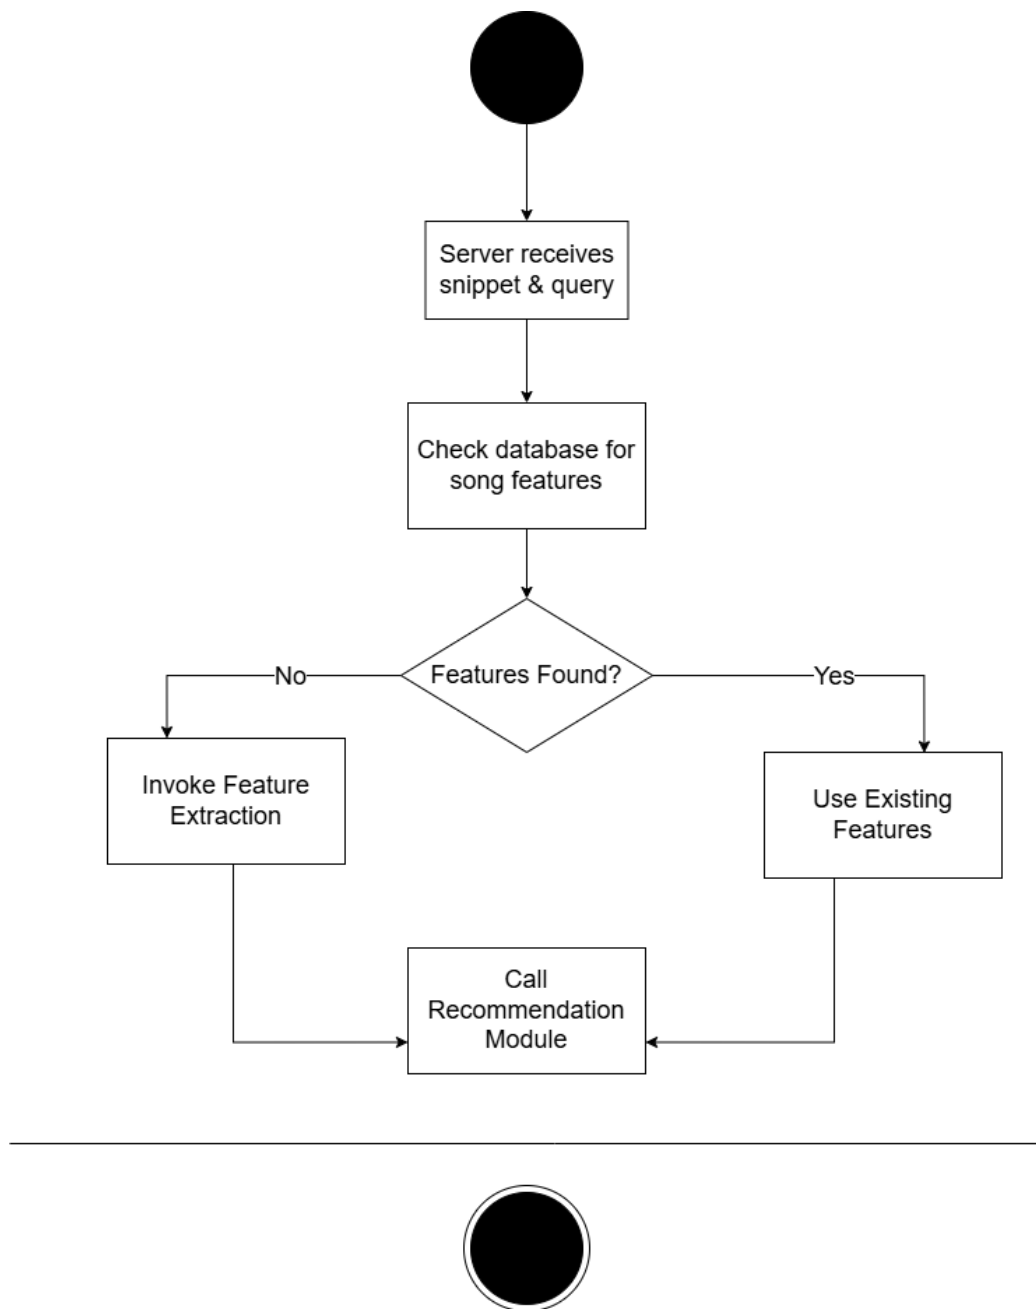 Server receives
snippet & query
Check database for
song features
Features Found?
No
Yes
Invoke Feature
Extraction
Use Existing
Features
Call
Recommendation
Module